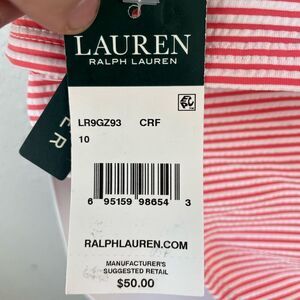 LAUREN
RALPH LAUREN
LR9GZ93 CRF
10
6 95159 98654 3
RALPHLAUREN.COM
MANUFACTURER'S
SUGGESTED RETAIL
$50.00